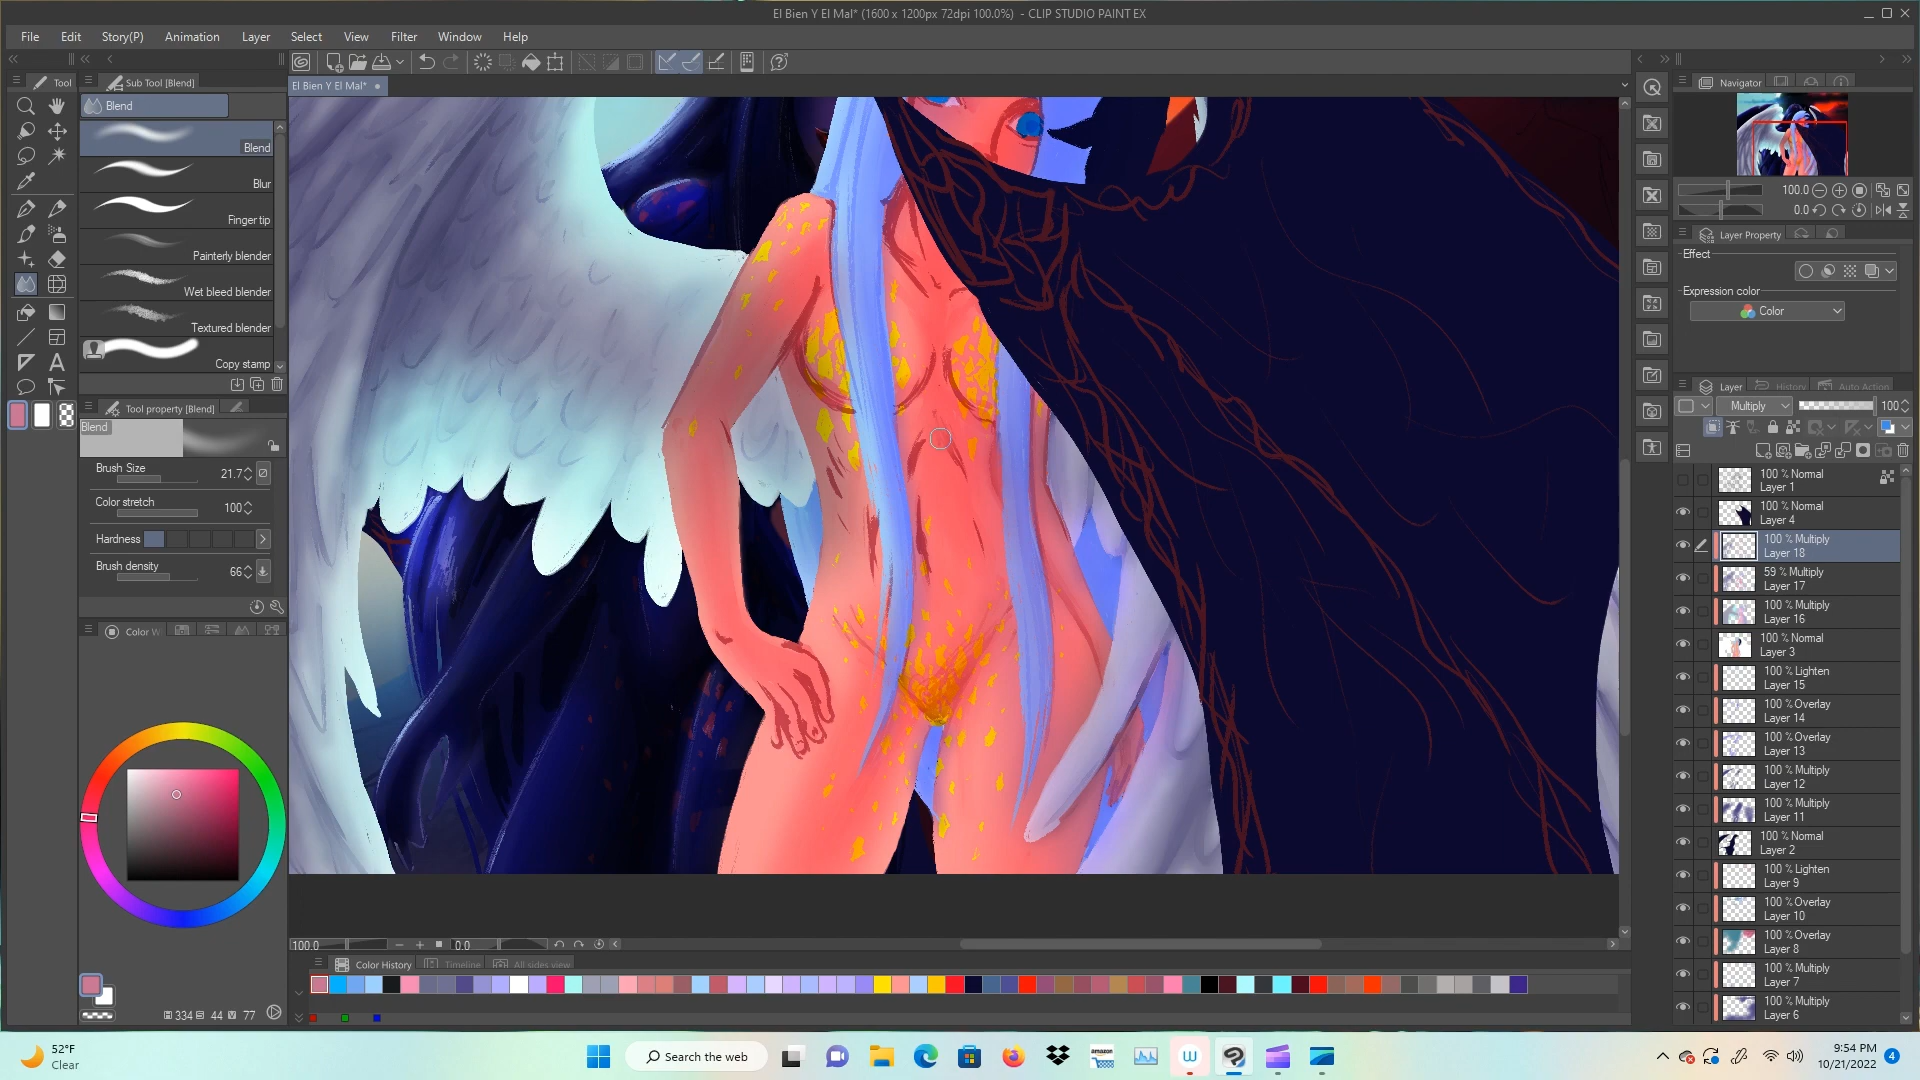 El Bien Y El Mal* (1600 x 1200px 72dpi 100.0%) - CLIP STUDIO PAINT EX
File Edit Story(P) Animation Layer Select View Filter Window Help
Tool
Sub Tool [Blend]
El Bien Y El Mal*
Navigator
Blend
Blend
Blur
Finger tip
Painterly blender
Wet bleed blender
Textured blender
Copy stamp
A
Tool property [Blend]
Blend
Brush Size 21.7
Color stretch 100
Hardness
Brush density 66
Color W
334 44 77
100.0
0.0
Layer Property
Effect
Expression color
Color
Layer History Auto Action
Multiply 100
100 % Normal
Layer 1
100 % Normal
Layer 4
100 % Multiply
Layer 18
59 % Multiply
Layer 17
100 % Multiply
Layer 16
100 % Normal
Layer 3
100 % Lighten
Layer 15
100 % Overlay
Layer 14
100 % Overlay
Layer 13
100 % Multiply
Layer 12
100 % Multiply
Layer 11
100 % Normal
Layer 2
100 % Lighten
Layer 9
100 % Overlay
Layer 10
100 % Overlay
Layer 8
100 % Multiply
Layer 7
100 % Multiply
Layer 6
100.0 0.0
Color History Timeline All sides view
52°F
Clear
Search the web
amazon
W
9:54 PM
10/21/2022
4